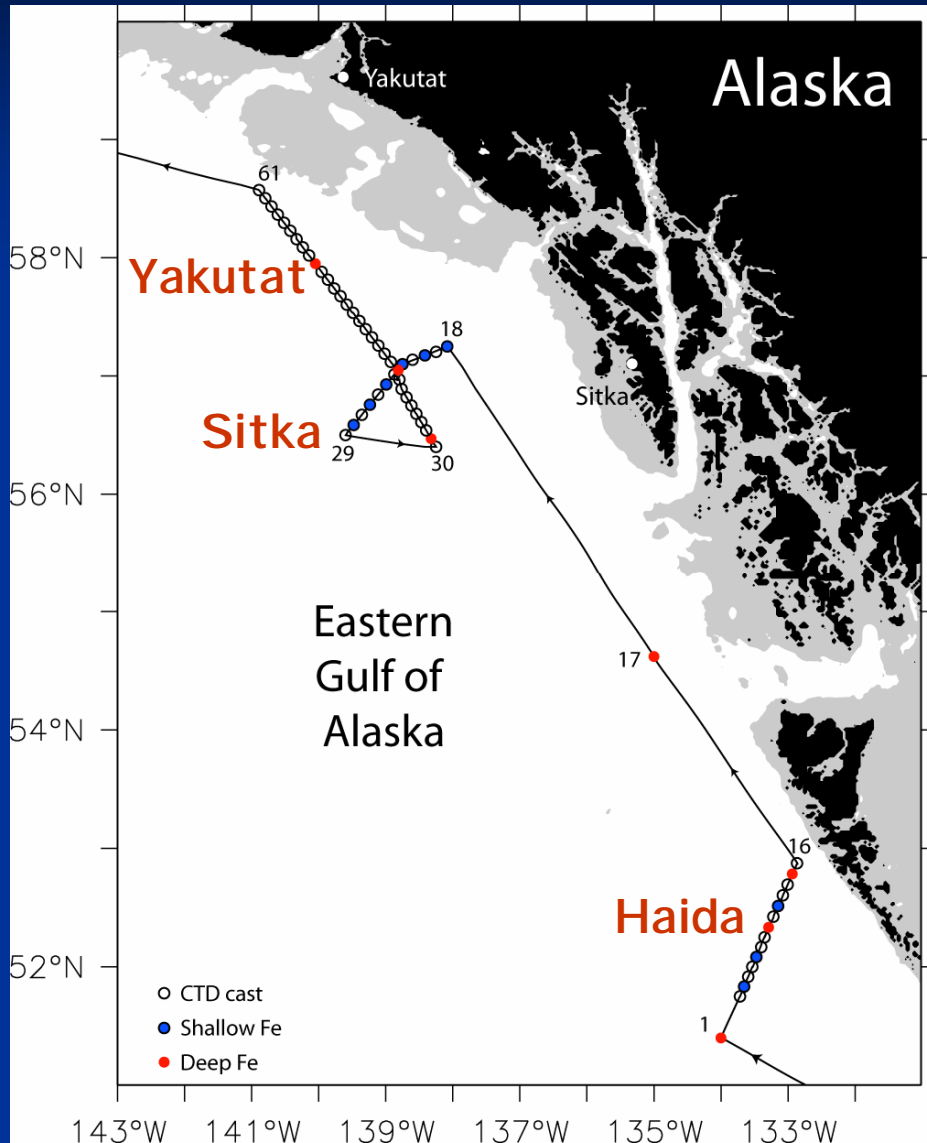 Alaska
Yakutat
61
58°N
Yakutat
18
Sitka
Sitka
29
30
56°N
Eastern
Gulf of
Alaska
17
54°N
16
Haida
52°N
CTD cast
1
Shallow Fe
Deep Fe
143°W 141°W 139°W 137°W 135°W 133°W